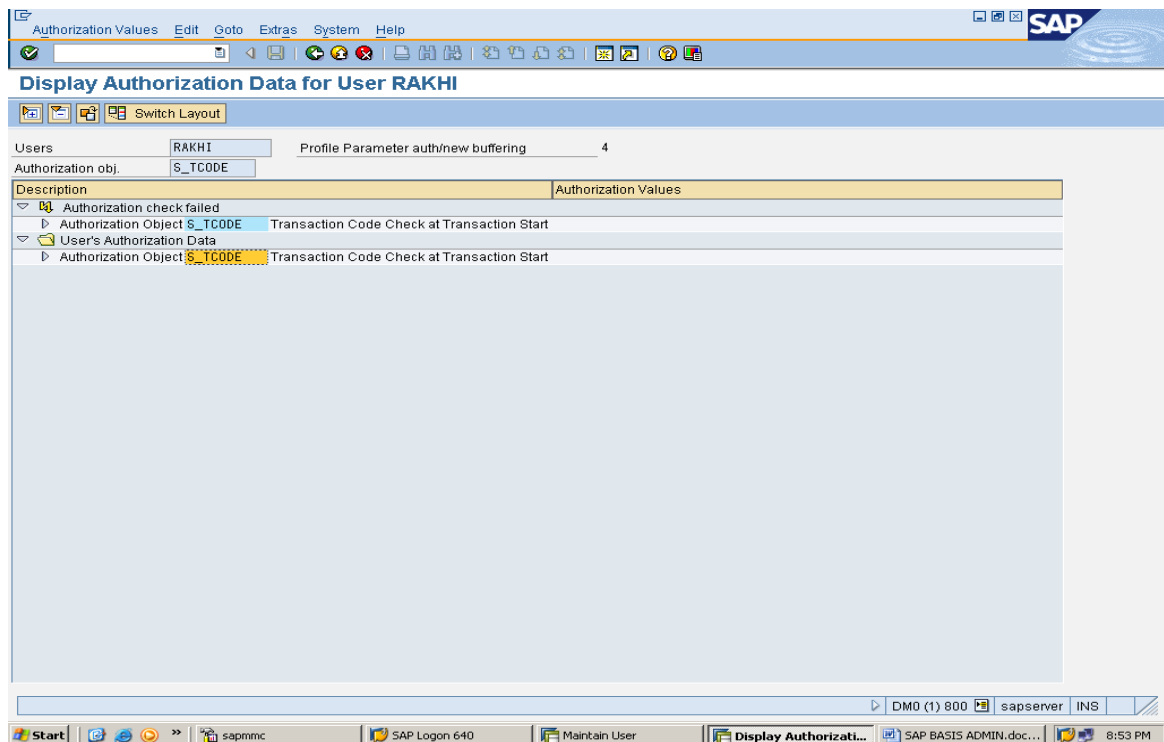 Authorization Values Edit Goto Extras System Help
SAP
Display Authorization Data for User RAKHI
Switch Layout
Users RAKHI Profile Parameter auth/new buffering 4
Authorization obj. S_TCODE
Description Authorization Values
Authorization check failed
Authorization Object S_TCODE Transaction Code Check at Transaction Start
User's Authorization Data
Authorization Object S_TCODE Transaction Code Check at Transaction Start
DM0 (1) 800 sapserver INS
Start » sapmmc SAP Logon 640 Maintain User Display Authorizati... SAP BASIS ADMIN.doc... 8:53 PM